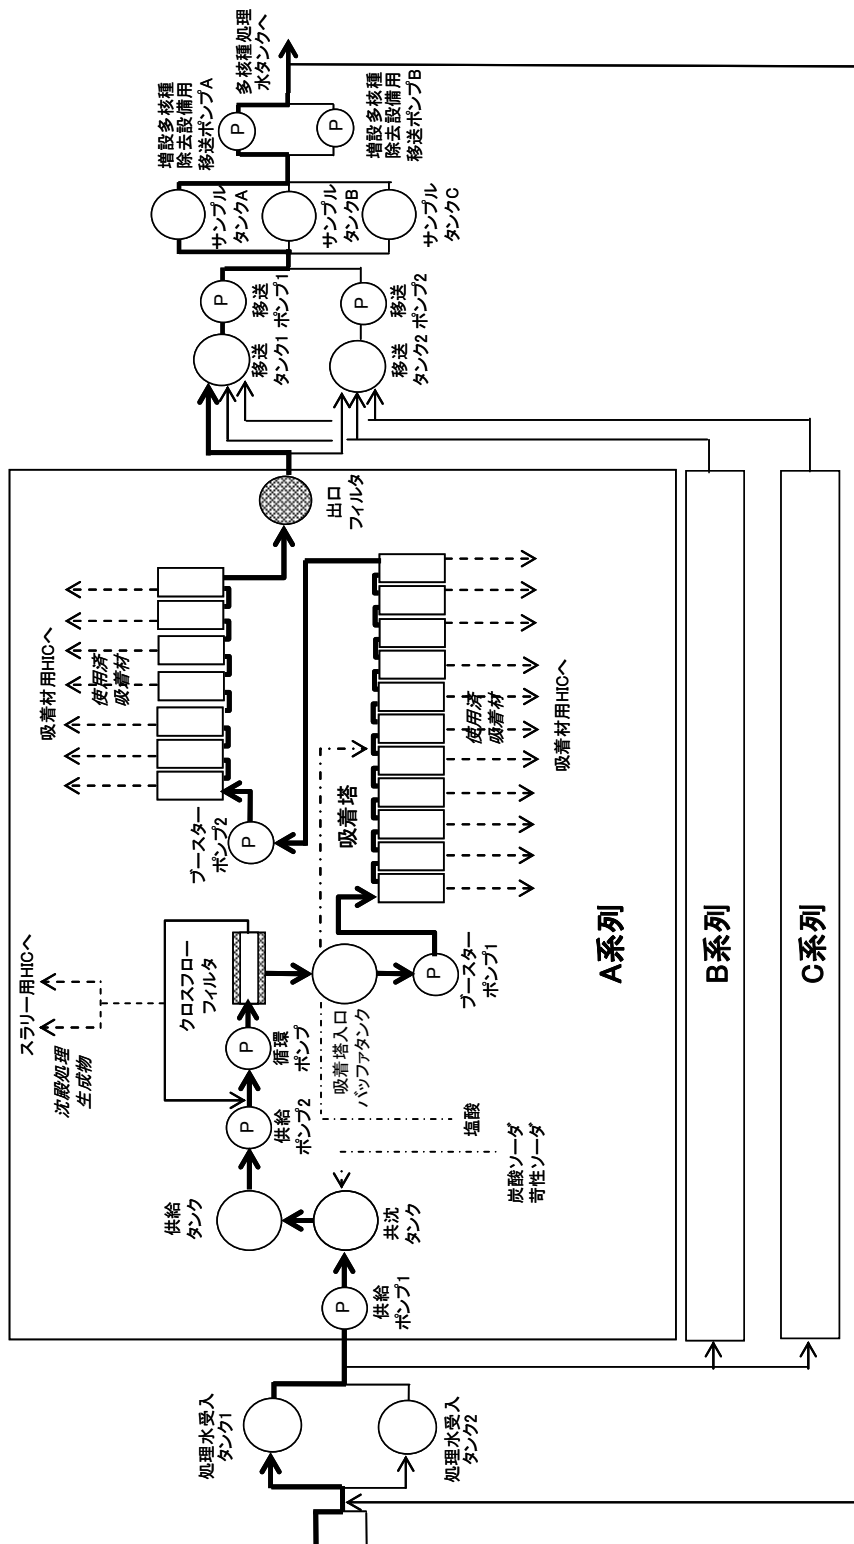 処理水受入
タンク1
処理水受入
タンク2
供給
ポンプ1
P
共沈
タンク
供給
タンク
炭酸ソーダ
苛性ソーダ
塩酸
供給
ポンプ2
P
循環
ポンプ
P
クロスフロー
フィルタ
スラリー用HICへ
沈殿処理
生成物
吸着塔入口
バッファタンク
ブースター
ポンプ1
P
吸着塔
使用済
吸着材
吸着材用HICへ
ブースター
ポンプ2
P
使用済
吸着材
吸着材用HICへ
出口
フィルタ
A系列
B系列
C系列
移送
タンク1
移送
ポンプ1
P
移送
タンク2
移送
ポンプ2
P
サンプル
タンクA
サンプル
タンクB
サンプル
タンクC
増設多核種
除去設備用
移送ポンプA
P
増設多核種
除去設備用
移送ポンプB
P
多核種処理
水タンクへ